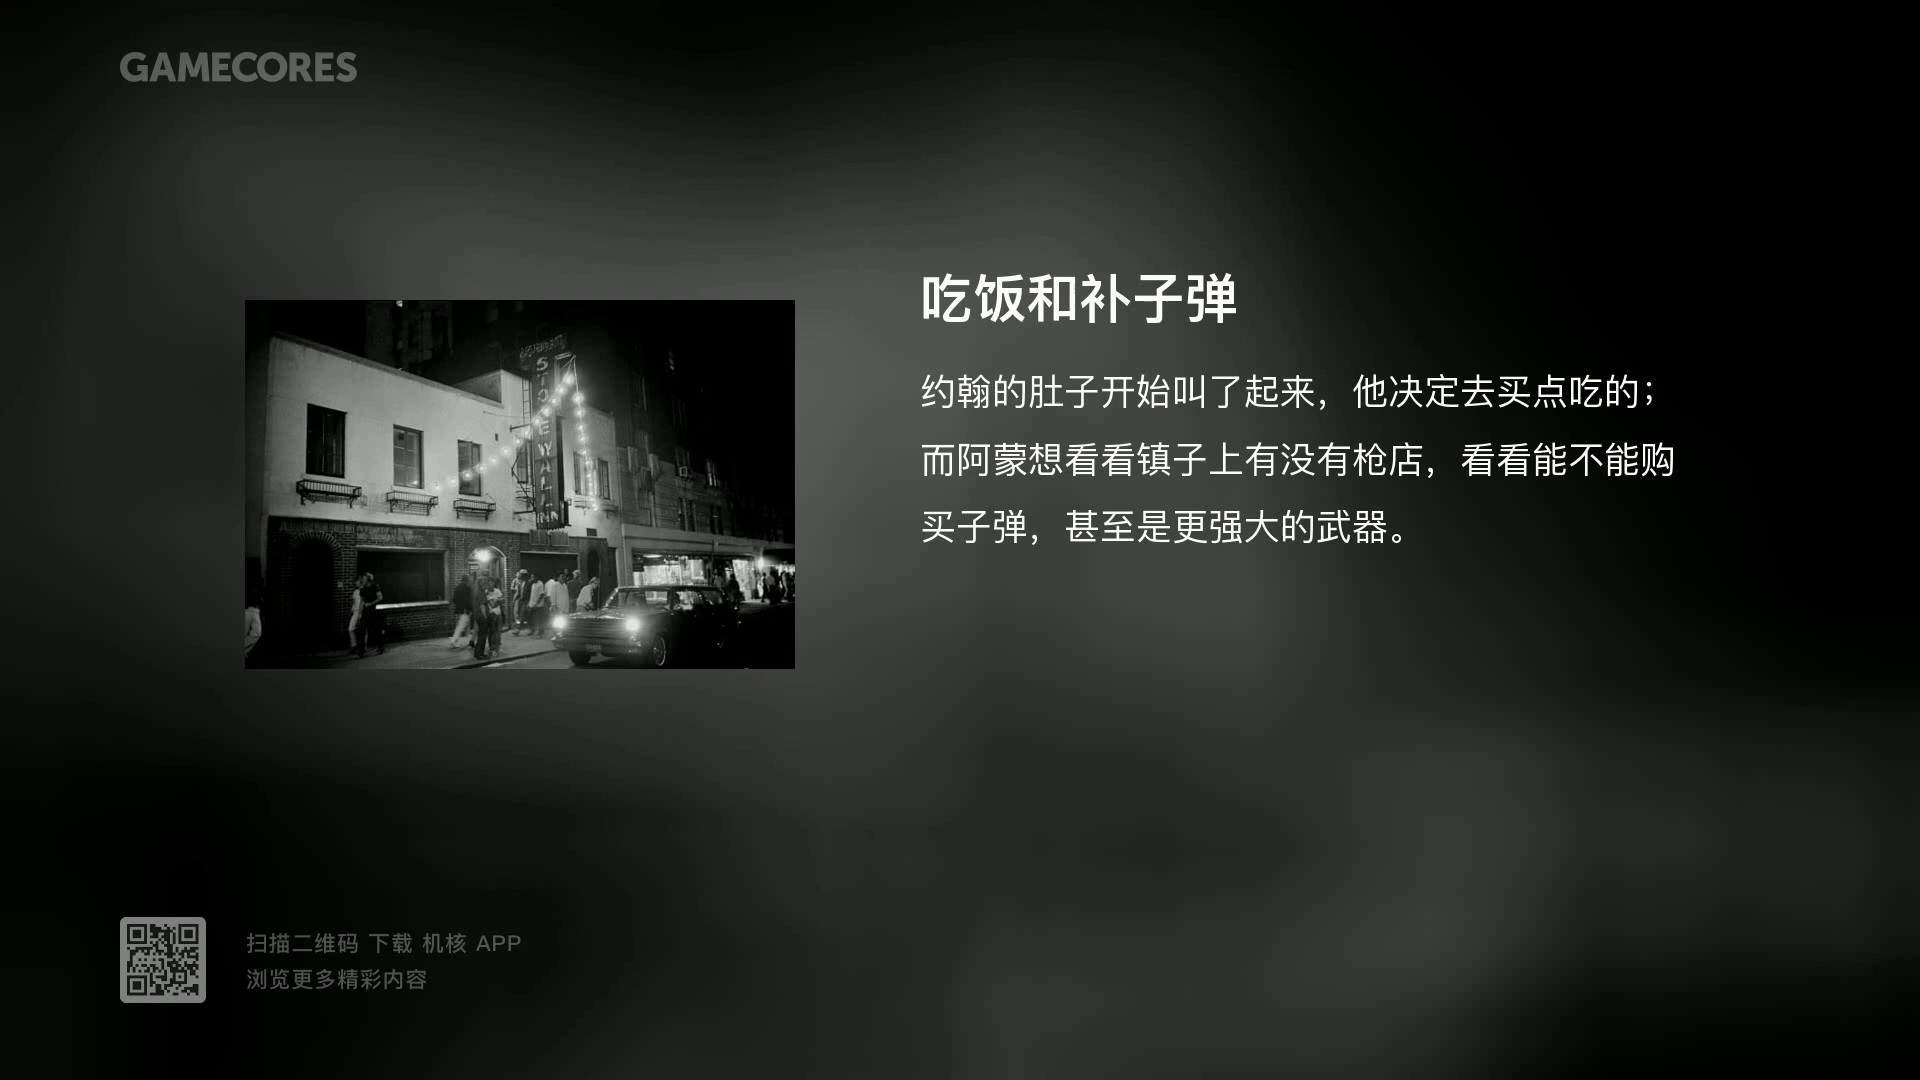 GAMECORES
STONEWALL
INN
吃饭和补子弹
约翰的肚子开始叫了起来，他决定去买点吃的；
而阿蒙想看看镇子上有没有枪店，看看能不能购
买子弹，甚至是更强大的武器。
扫描二维码 下载 机核 APP
浏览更多精彩内容